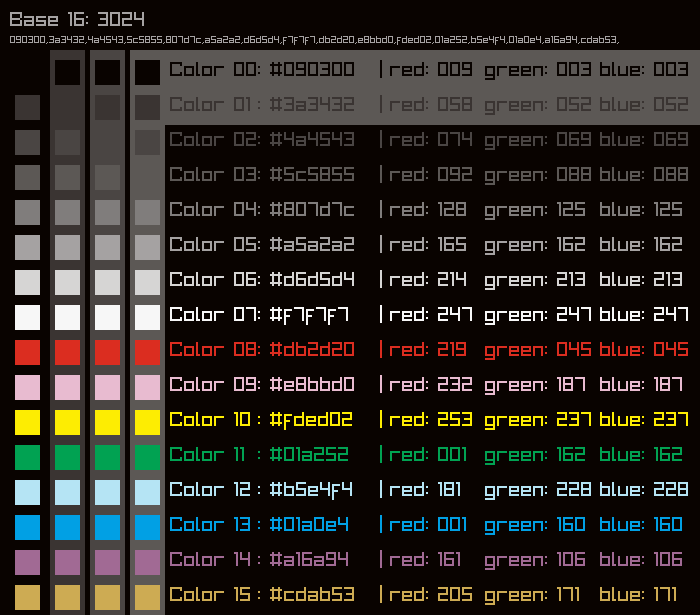 Base 16: 3024
090300,3a3432,4a4543,5c5855,807d7c,a5a2a2,d6d5d4,f7f7f7,db2d20,e8bbd0,fded02,01a252,b5e4f4,01a0e4,a16a94,cdab53,
Color 00: #090300 | red: 009 green: 003 blue: 003
Color 01 : #3a3432 | red: 058 green: 052 blue: 052
Color 02: #4a4543 | red: 074 green: 069 blue: 069
Color 03: #5c5855 | red: 092 green: 088 blue: 088
Color 04: #807d7c | red: 128 green: 125 blue: 125
Color 05: #a5a2a2 | red: 165 green: 162 blue: 162
Color 06: #d6d5d4 | red: 214 green: 213 blue: 213
Color 07: #f7f7f7 | red: 247 green: 247 blue: 247
Color 08: #db2d20 | red: 219 green: 045 blue: 045
Color 09: #e8bbd0 | red: 232 green: 187 blue: 187
Color 10 : #fded02 | red: 253 green: 237 blue: 237
Color 11 : #01a252 | red: 001 green: 162 blue: 162
Color 12 : #b5e4f4 | red: 181 green: 228 blue: 228
Color 13 : #01a0e4 | red: 001 green: 160 blue: 160
Color 14 : #a16a94 | red: 161 green: 106 blue: 106
Color 15 : #cdab53 | red: 205 green: 171 blue: 171